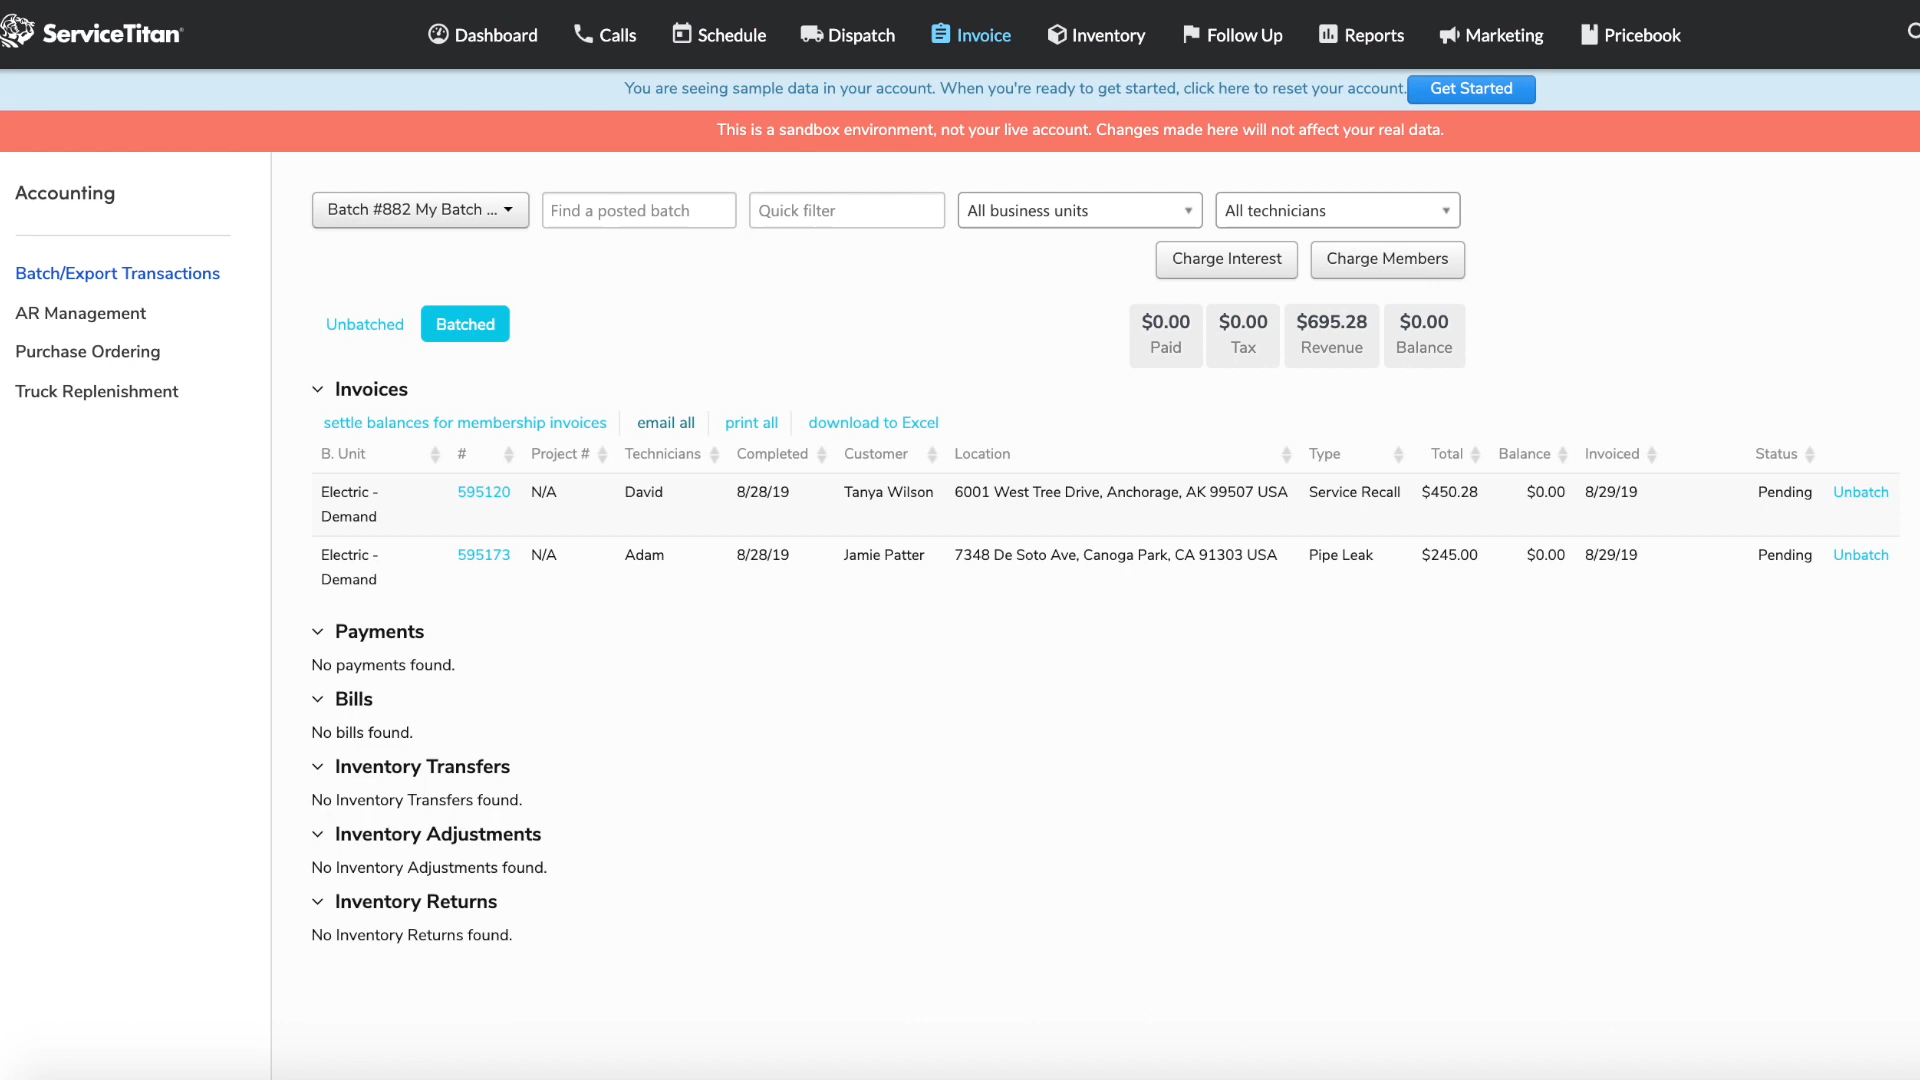 ServiceTitan
Dashboard Calls Schedule Dispatch Invoice Inventory Follow Up Reports Marketing Pricebook
You are seeing sample data in your account. When you're ready to get started, click here to reset your account. Get Started
This is a sandbox environment, not your live account. Changes made here will not affect your real data.
Accounting
Batch/Export Transactions
AR Management
Purchase Ordering
Truck Replenishment
Batch #882 My Batch ... Find a posted batch Quick filter All business units All technicians
Charge Interest Charge Members
Unbatched Batched
$0.00 $0.00 $695.28 $0.00
Paid Tax Revenue Balance
Invoices
settle balances for membership invoices email all print all download to Excel
B. Unit # Project # Technicians Completed Customer Location Type Total Balance Invoiced Status
Electric - 595120 N/A David 8/28/19 Tanya Wilson 6001 West Tree Drive, Anchorage, AK 99507 USA Service Recall $450.28 $0.00 8/29/19 Pending Unbatch
Demand
Electric - 595173 N/A Adam 8/28/19 Jamie Patter 7348 De Soto Ave, Canoga Park, CA 91303 USA Pipe Leak $245.00 $0.00 8/29/19 Pending Unbatch
Demand
Payments
No payments found.
Bills
No bills found.
Inventory Transfers
No Inventory Transfers found.
Inventory Adjustments
No Inventory Adjustments found.
Inventory Returns
No Inventory Returns found.